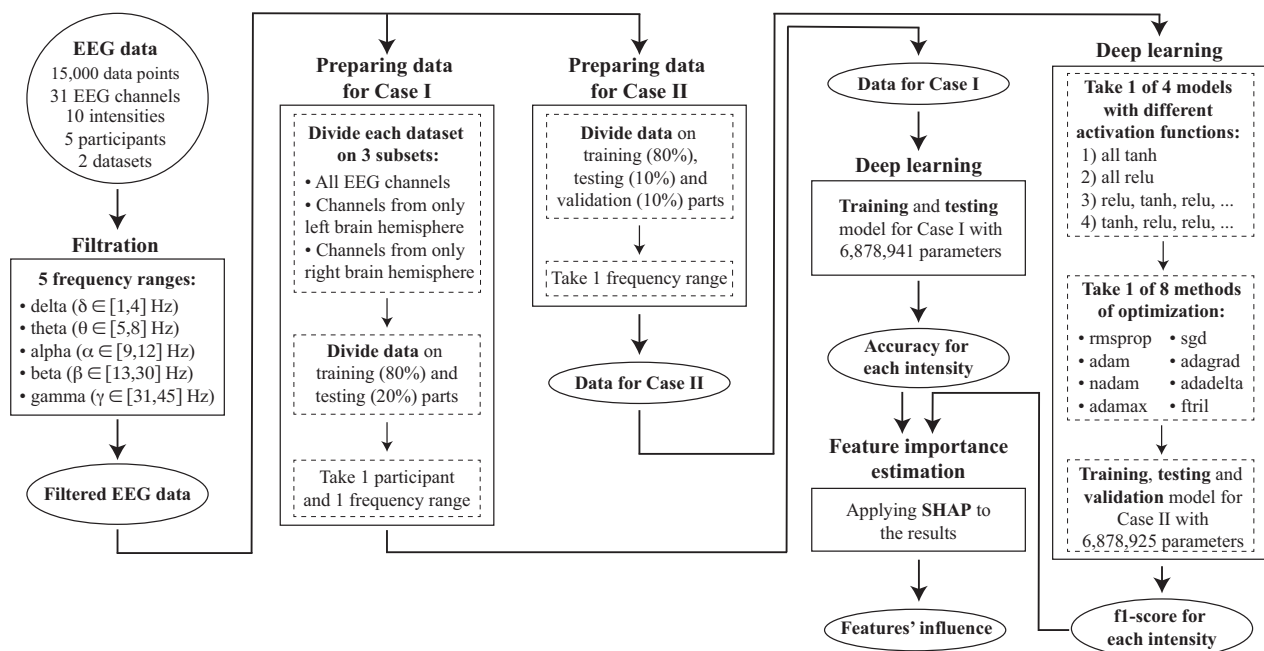 EEG data
15,000 data points
31 EEG channels
10 intensities
5 participants
2 datasets
Filtration
5 frequency ranges:
• delta (δ ∈ [1,4] Hz)
• theta (θ ∈ [5,8] Hz)
• alpha (α ∈ [9,12] Hz)
• beta (β ∈ [13,30] Hz)
• gamma (γ ∈ [31,45] Hz)
Filtered EEG data
Preparing data
for Case I
Divide each dataset
on 3 subsets:
• All EEG channels
• Channels from only
left brain hemisphere
• Channels from only
right brain hemisphere
Divide data on
training (80%) and
testing (20%) parts
Take 1 participant
and 1 frequency range
Preparing data
for Case II
Divide data on
training (80%),
testing (10%) and
validation (10%) parts
Take 1 frequency range
Data for Case II
Data for Case I
Deep learning
Training and testing
model for Case I with
6,878,941 parameters
Accuracy for
each intensity
Feature importance
estimation
Applying SHAP to
the results
Features’ influence
Deep learning
Take 1 of 4 models
with different
activation functions:
1) all tanh
2) all relu
3) relu, tanh, relu, ...
4) tanh, relu, relu, ...
Take 1 of 8 methods
of optimization:
• rmsprop • sgd
• adam • adagrad
• nadam • adadelta
• adamax • ftril
Training, testing and
validation model for
Case II with
6,878,925 parameters
f1-score for
each intensity